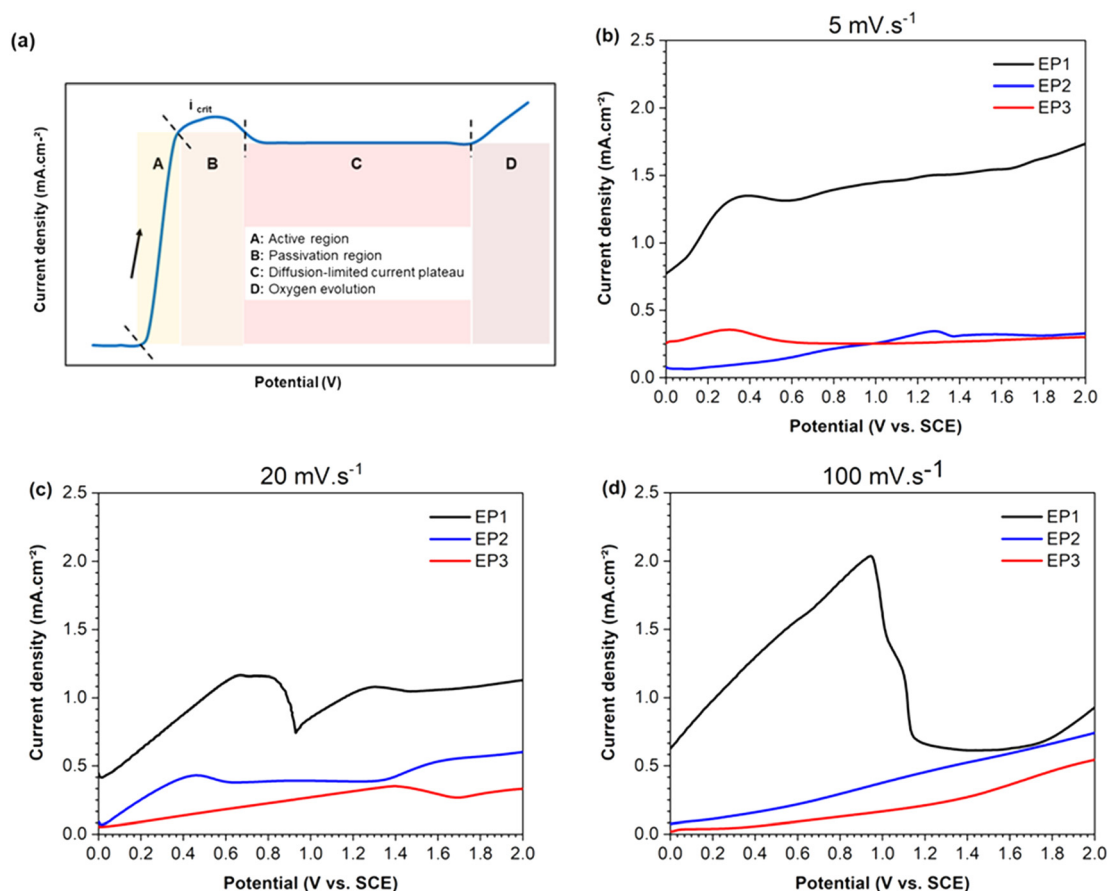 (a)
i crit
A
B
C
D
A: Active region
B: Passivation region
C: Diffusion-limited current plateau
D: Oxygen evolution
Current density (mA.cm⁻²)
Potential (V)
(b)
5 mV.s⁻¹
EP1
EP2
EP3
2.5
2.0
1.5
1.0
0.5
0.0
0.0 0.2 0.4 0.6 0.8 1.0 1.2 1.4 1.6 1.8 2.0
Current density (mA.cm⁻²)
Potential (V vs. SCE)
(c)
20 mV.s⁻¹
EP1
EP2
EP3
2.5
2.0
1.5
1.0
0.5
0.0
0.0 0.2 0.4 0.6 0.8 1.0 1.2 1.4 1.6 1.8 2.0
Current density (mA.cm⁻²)
Potential (V vs. SCE)
(d)
100 mV.s⁻¹
EP1
EP2
EP3
2.5
2.0
1.5
1.0
0.5
0.0
0.0 0.2 0.4 0.6 0.8 1.0 1.2 1.4 1.6 1.8 2.0
Current density (mA.cm⁻²)
Potential (V vs. SCE)